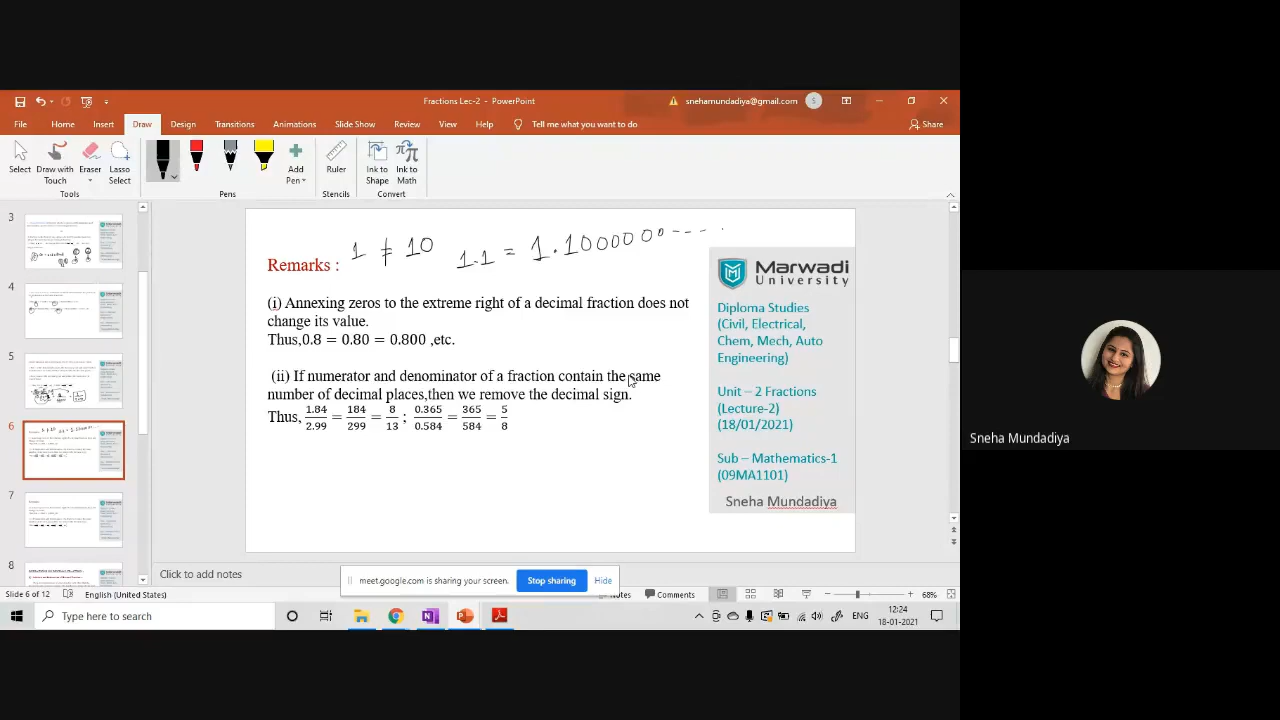 Fractions Lec-2 - PowerPoint
snehamundadiya@gmail.com
S
File Home Insert Draw Design Transitions Animations Slide Show Review View Help Tell me what you want to do Share
Select Draw with Touch Eraser Lasso Select
Add Pen
Ruler
Ink to Shape Ink to Math
Tools Pens Stencils Convert
3
4
5
6
7
8
1 ≠ 10 1.1 = 1.1000000-----
Remarks :
(i) Annexing zeros to the extreme right of a decimal fraction does not
change its value.
Thus,0.8 = 0.80 = 0.800 ,etc.
(ii) If numerator and denominator of a fraction contain the same
number of decimal places,then we remove the decimal sign.
Thus, 1.84/2.99 = 184/299 = 8/13 ; 0.365/0.584 = 365/584 = 5/8
Marwadi
University
Diploma Studies
(Civil, Electrical,
Chem, Mech, Auto
Engineering)
Unit – 2 Fractions
(Lecture-2)
(18/01/2021)
Sub – Mathematics-1
(09MA1101)
Sneha Mundadiya
Sneha Mundadiya
Click to add notes
meet.google.com is sharing your screen. Stop sharing Hide
Slide 6 of 12 English (United States) Comments 68%
Type here to search
ENG
12:24
18-01-2021